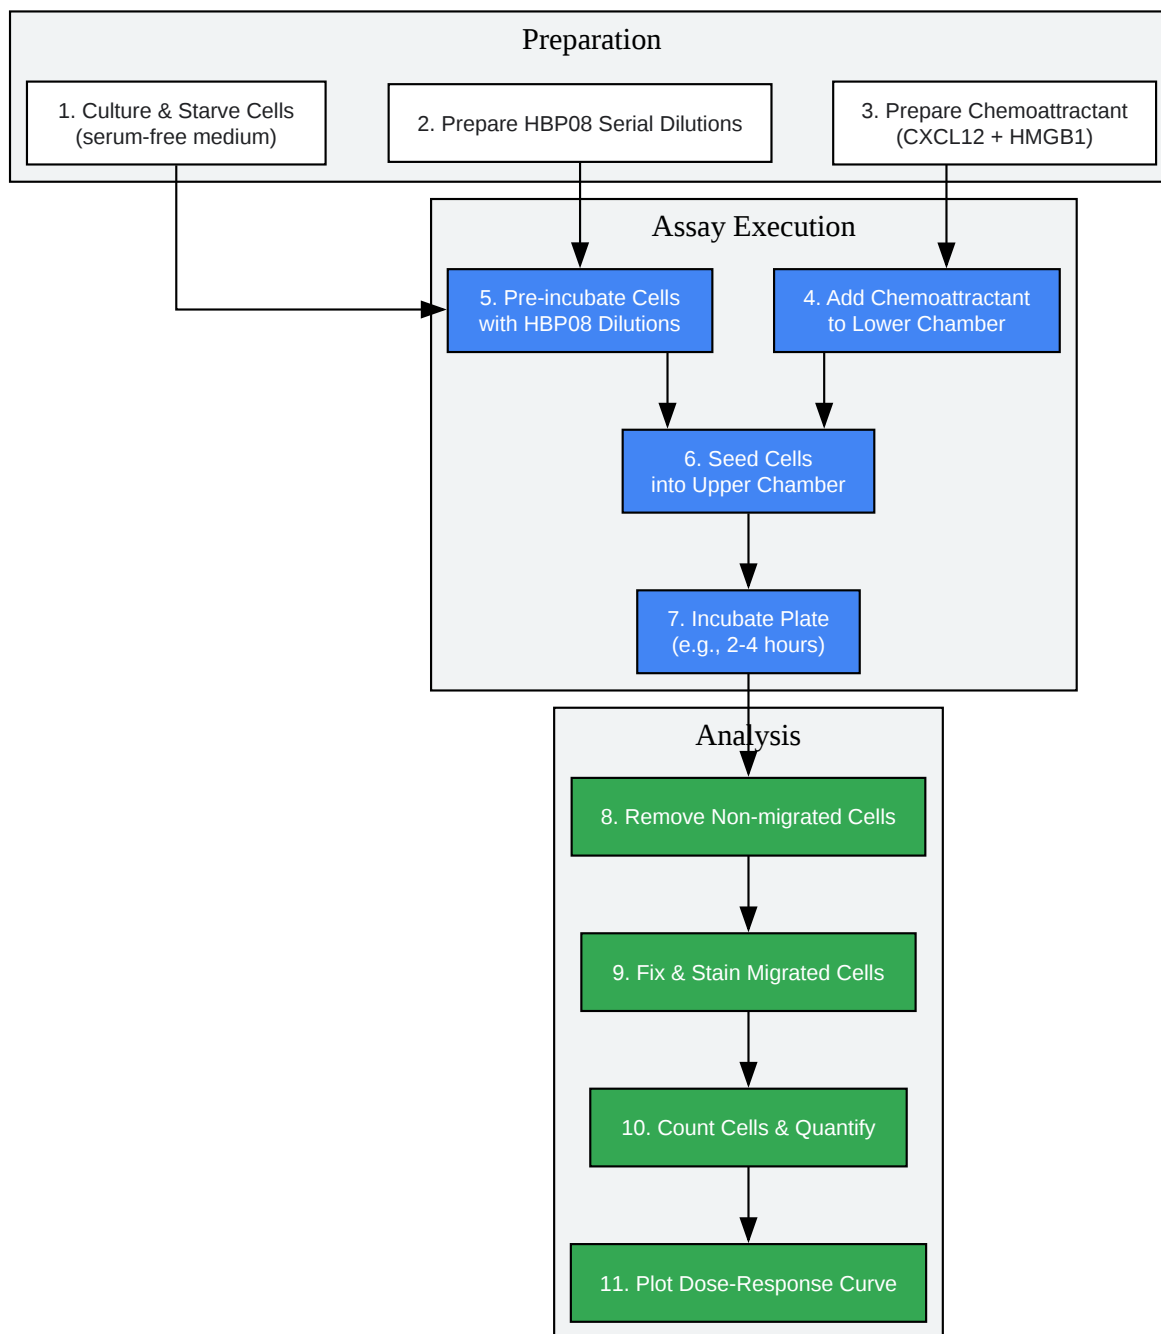 Preparation
1. Culture & Starve Cells
(serum-free medium)
2. Prepare HBP08 Serial Dilutions
3. Prepare Chemoattractant
(CXCL12 + HMGB1)
Assay Execution
5. Pre-incubate Cells
with HBP08 Dilutions
4. Add Chemoattractant
to Lower Chamber
6. Seed Cells
into Upper Chamber
7. Incubate Plate
(e.g., 2-4 hours)
Analysis
8. Remove Non-migrated Cells
9. Fix & Stain Migrated Cells
10. Count Cells & Quantify
11. Plot Dose-Response Curve